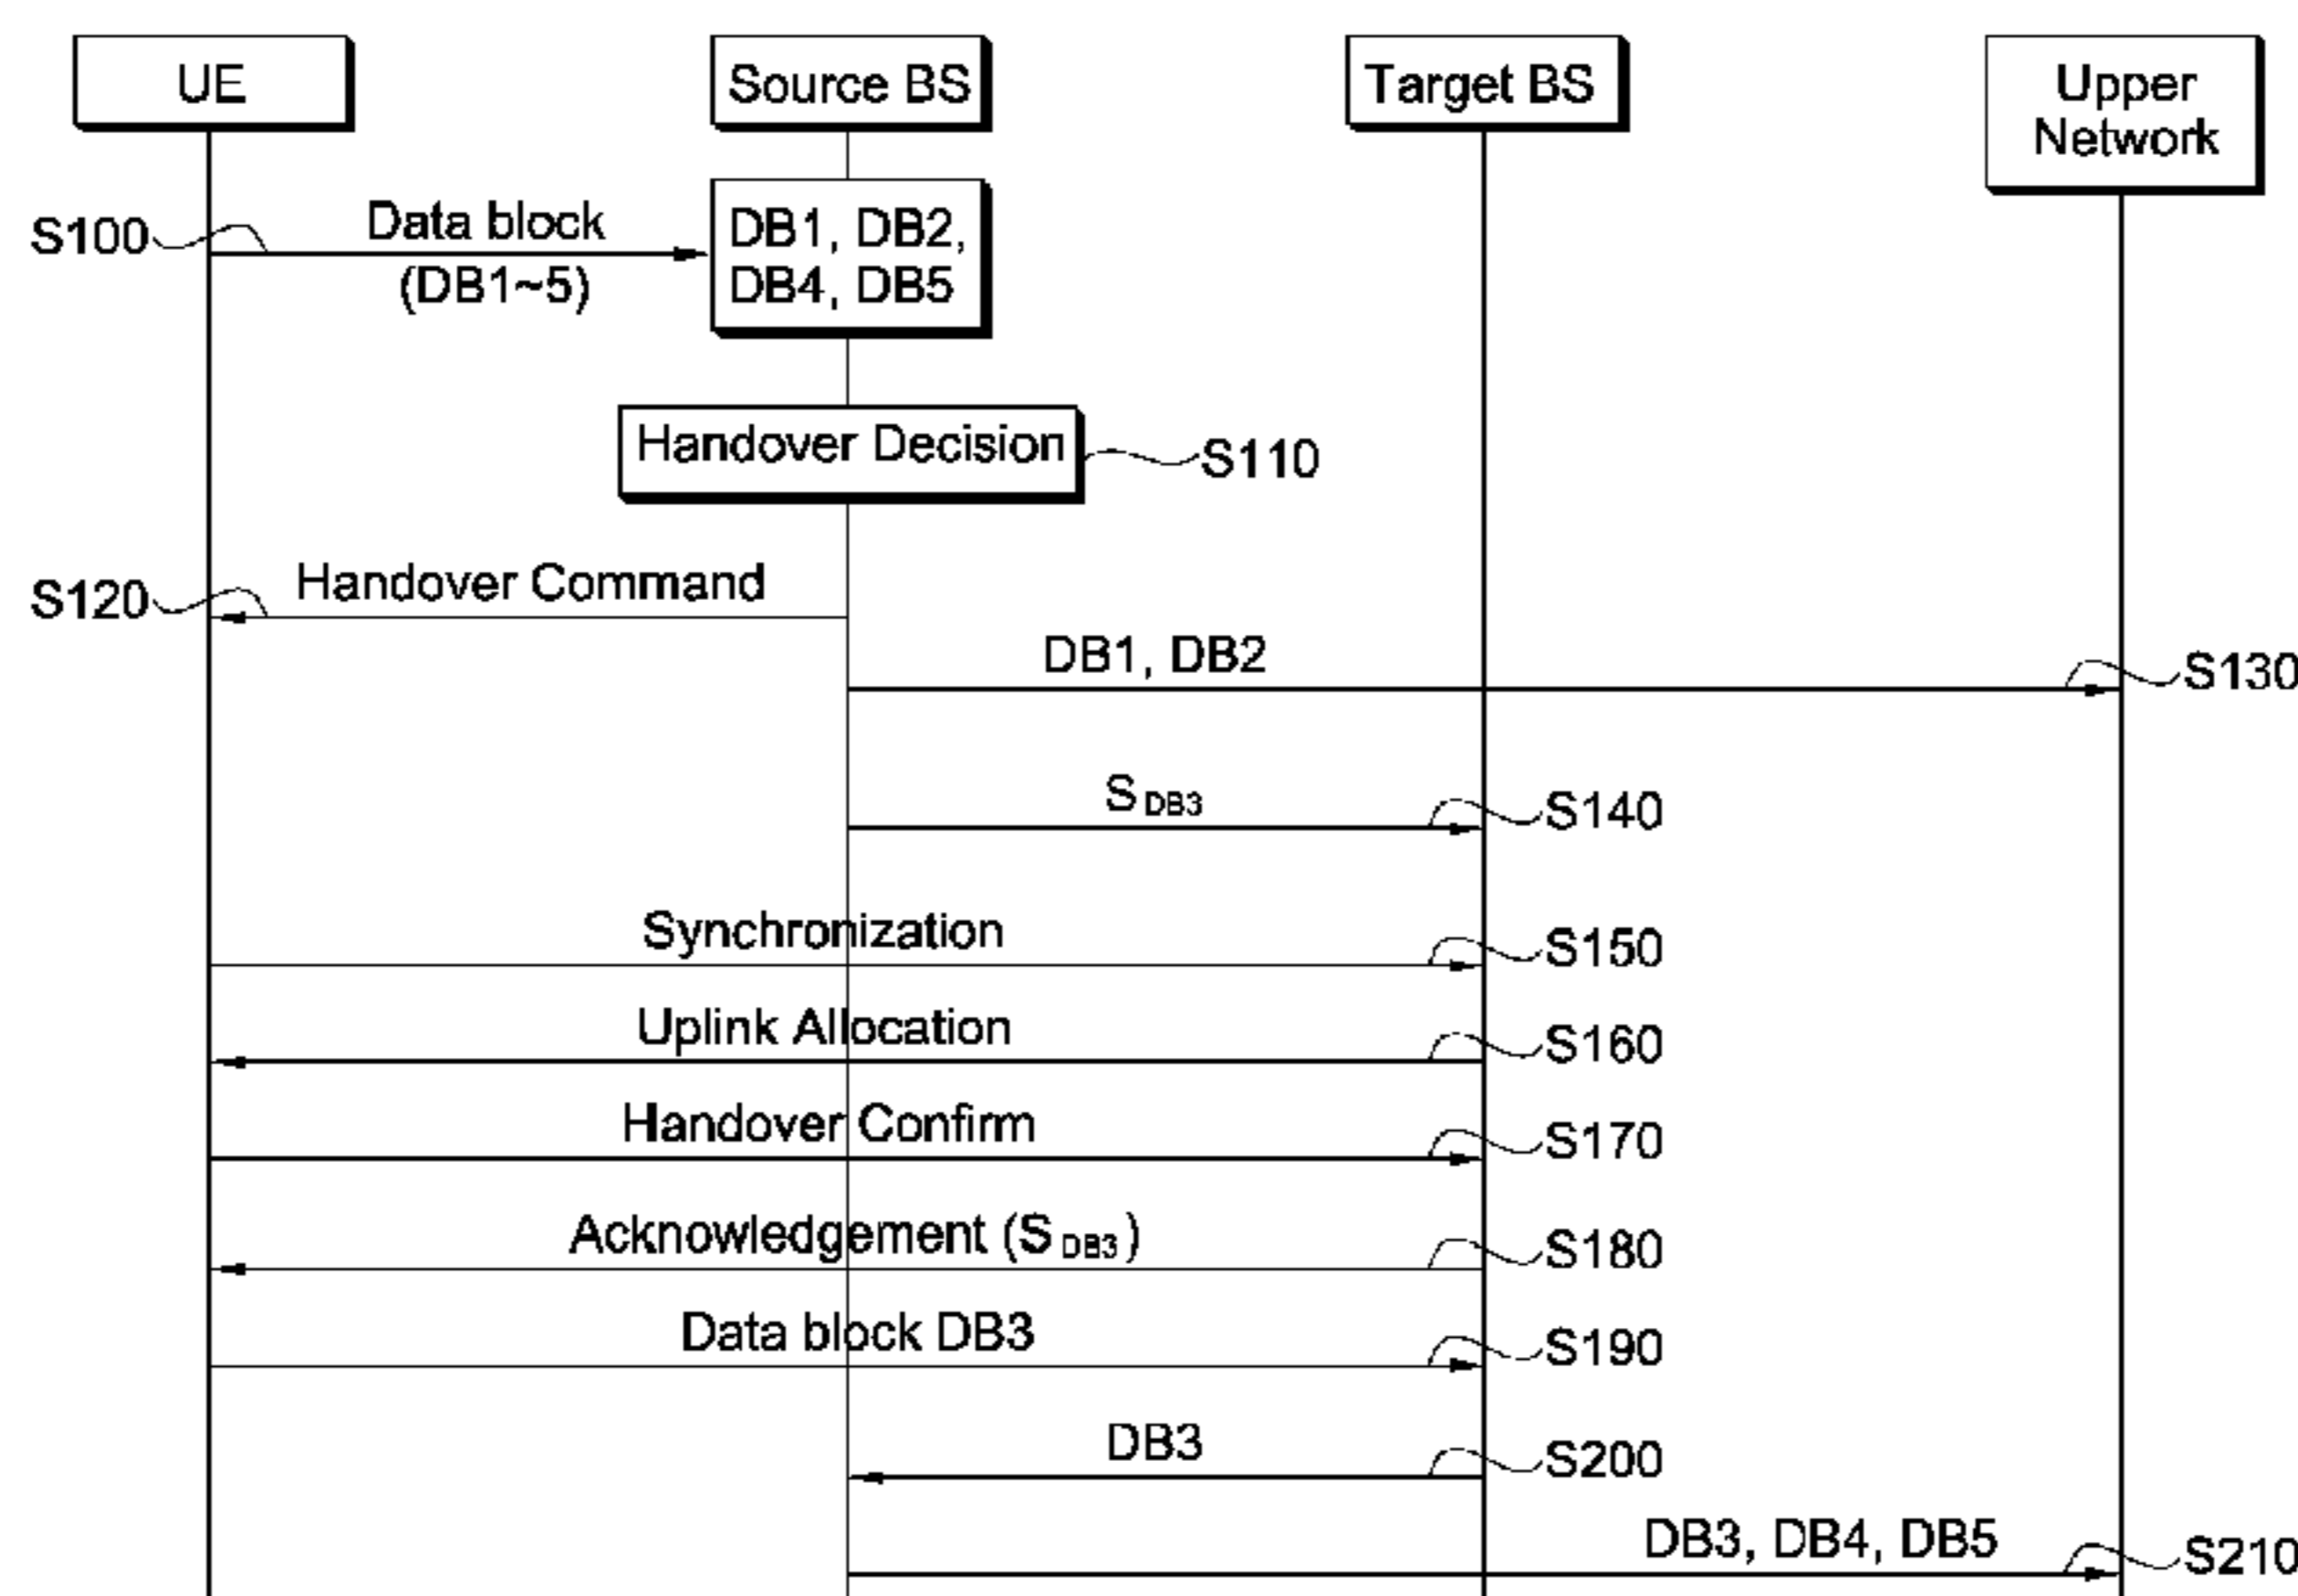 UE
Source BS
Target BS
Upper
Network
S100
Data block
(DB1~5)
DB1, DB2,
DB4, DB5
Handover Decision
S110
S120
Handover Command
DB1, DB2
S130
S DB3
S140
Synchronization
S150
Uplink Allocation
S160
Handover Confirm
S170
Acknowledgement (S DB3)
S180
Data block DB3
S190
DB3
S200
DB3, DB4, DB5
S210